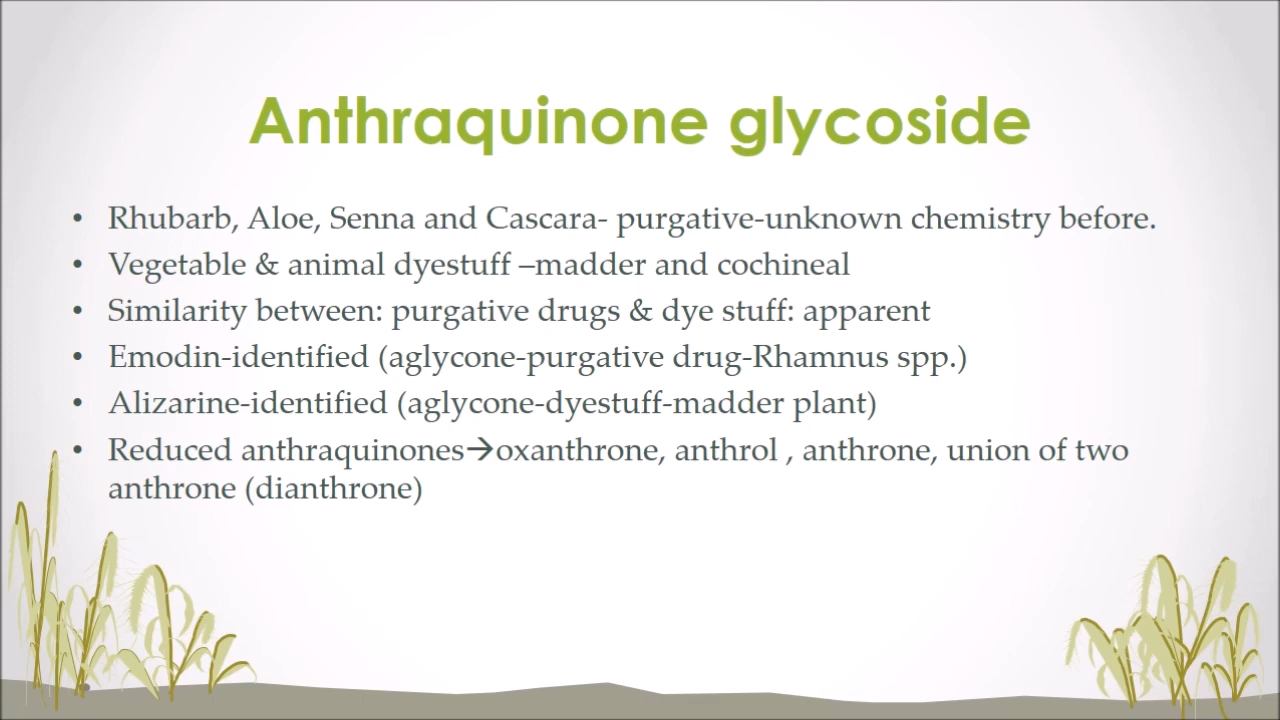 Anthraquinone glycoside
• Rhubarb, Aloe, Senna and Cascara- purgative-unknown chemistry before.
• Vegetable & animal dyestuff –madder and cochineal
• Similarity between: purgative drugs & dye stuff: apparent
• Emodin-identified (aglycone-purgative drug-Rhamnus spp.)
• Alizarine-identified (aglycone-dyestuff-madder plant)
• Reduced anthraquinones→oxanthrone, anthrol , anthrone, union of two
anthrone (dianthrone)